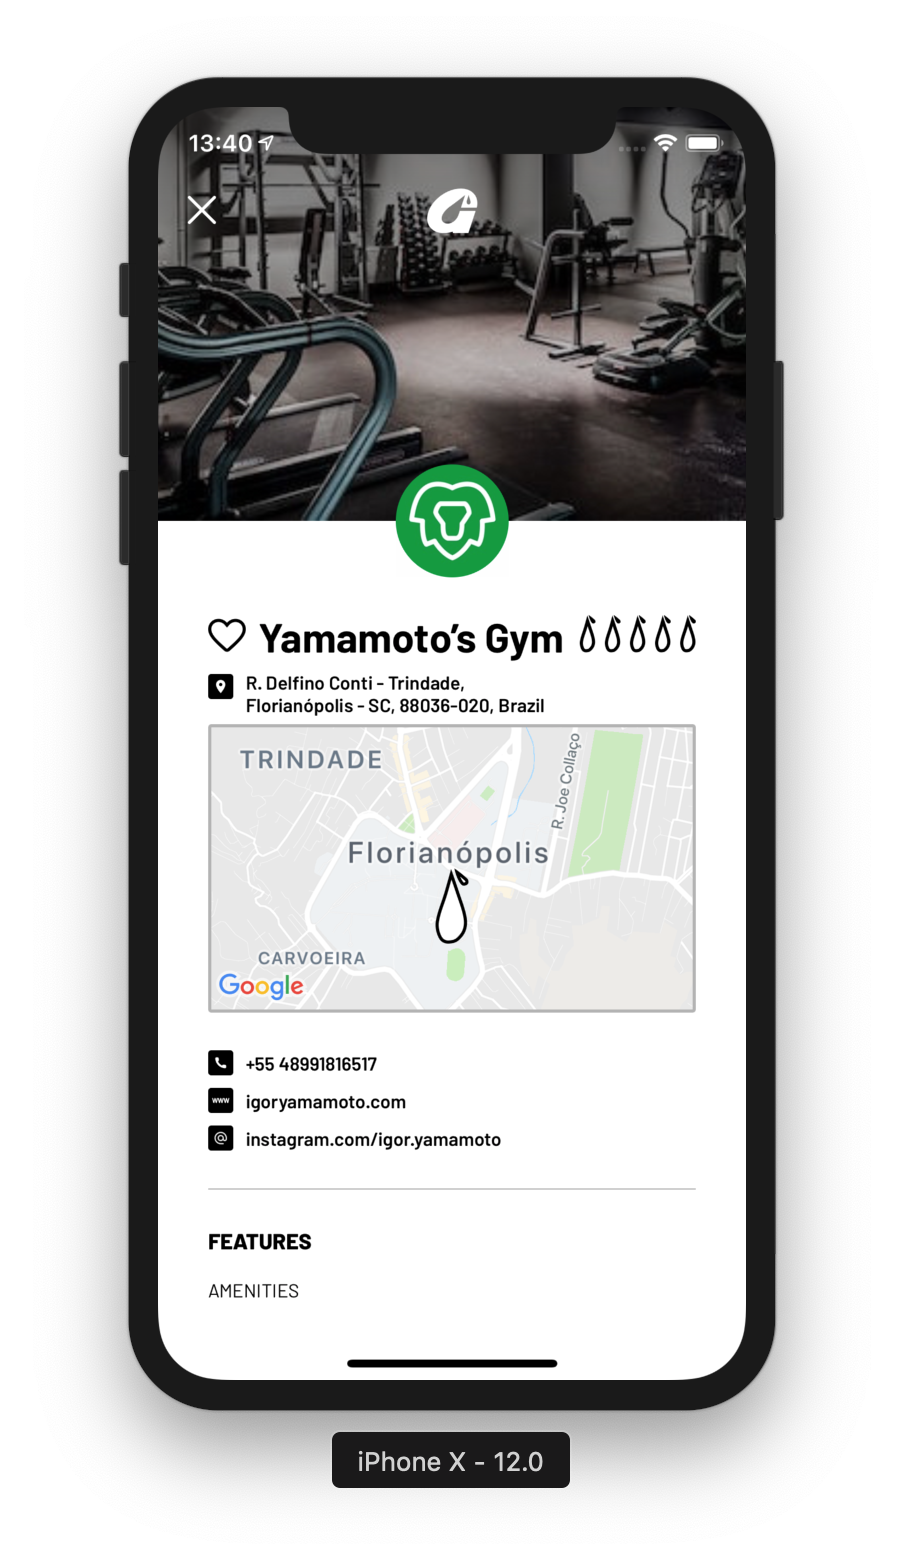 13:40
Yamamoto’s Gym
R. Delfino Conti - Trindade,
Florianópolis - SC, 88036-020, Brazil
TRINDADE
R. Joe Collaço
Florianópolis
CARVOEIRA
Google
+55 48991816517
www
igoryamamoto.com
@
instagram.com/igor.yamamoto
FEATURES
AMENITIES
iPhone X - 12.0